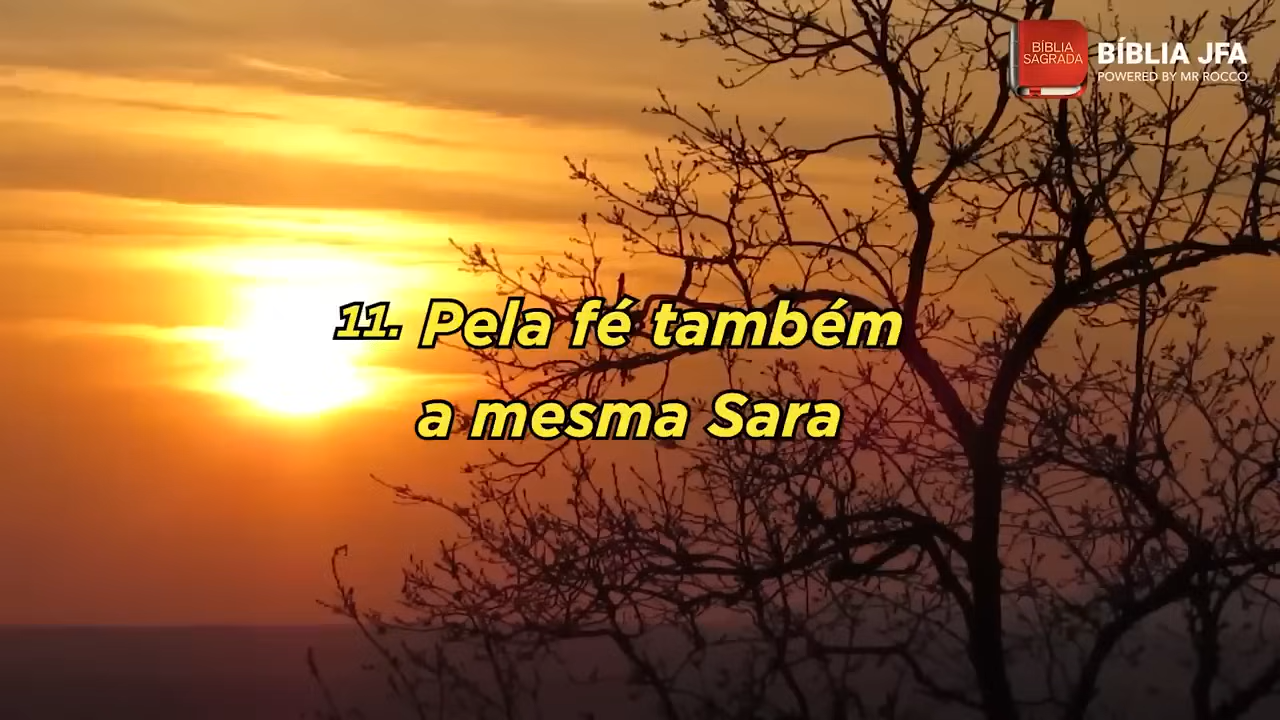 BÍBLIA
SAGRADA
BÍBLIA JFA
POWERED BY MR ROCCO
11. Pela fé também
a mesma Sara